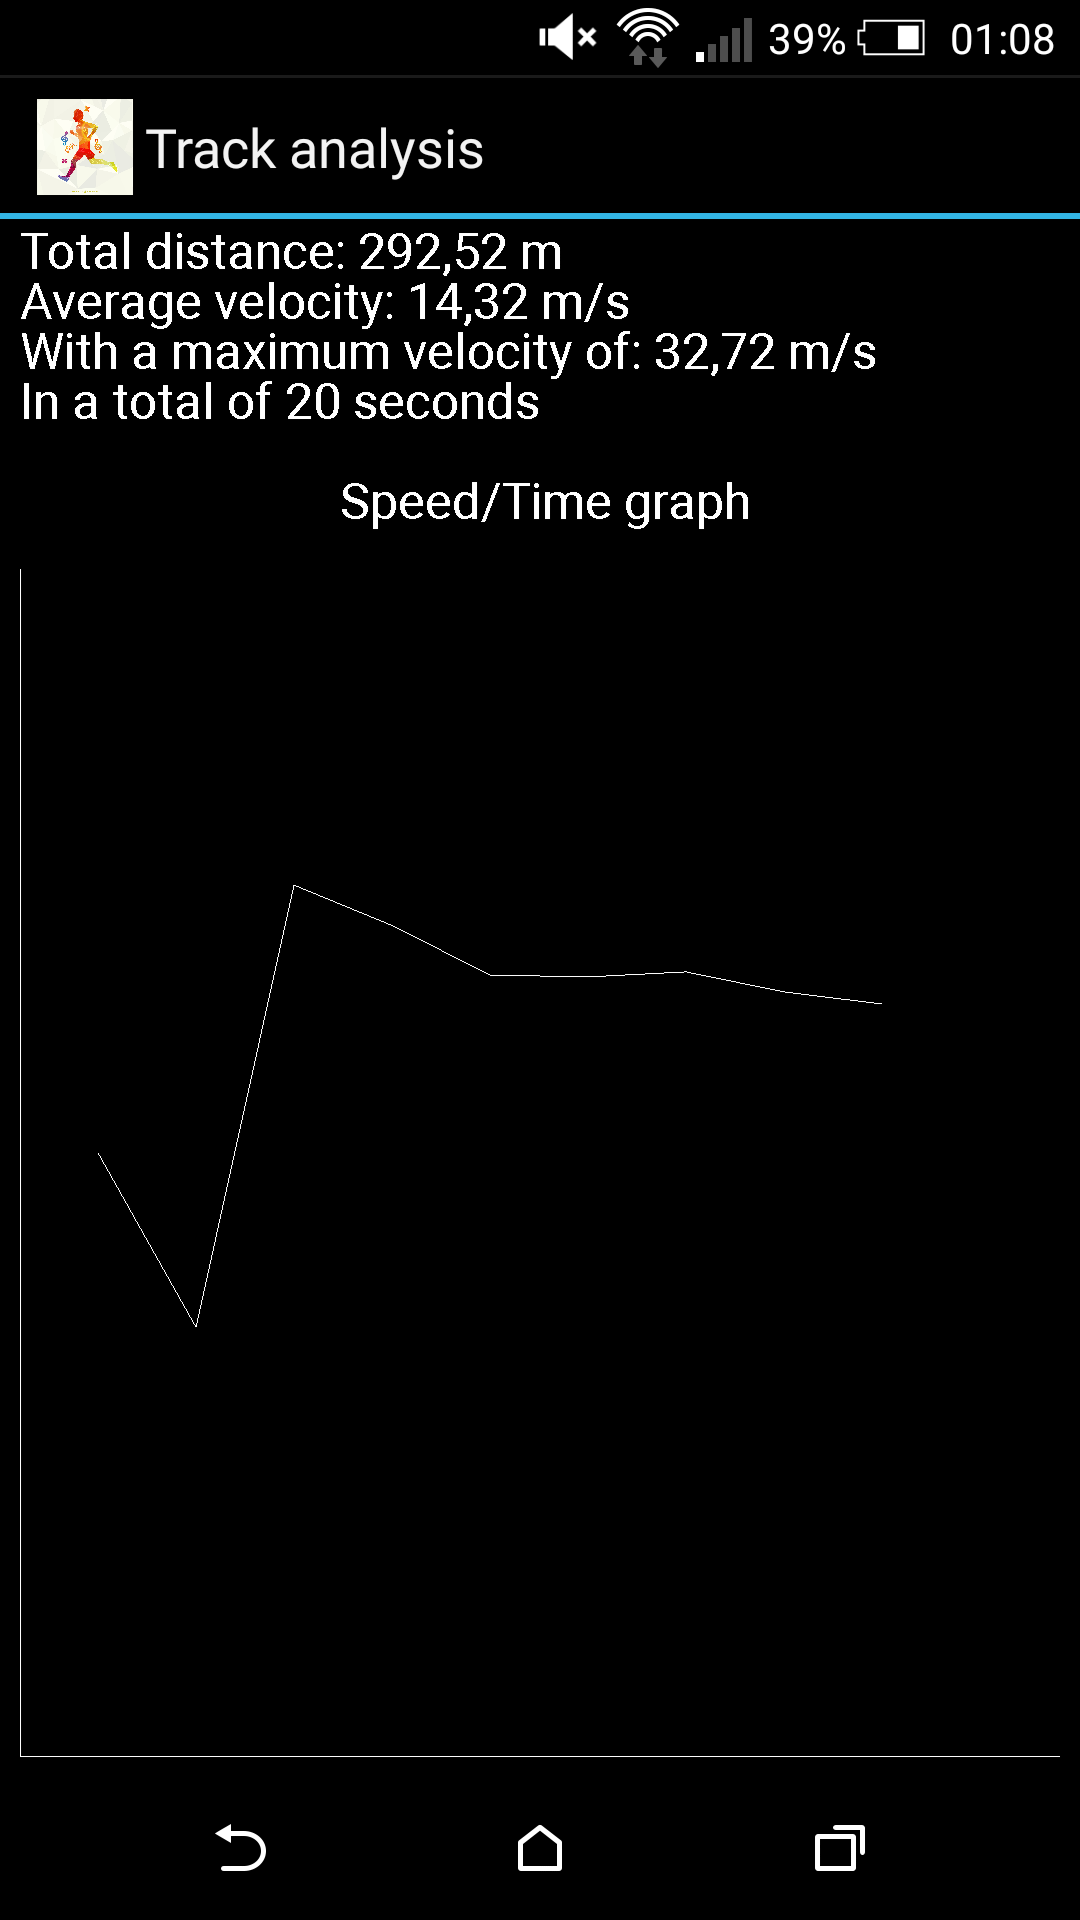 39% 01:08
Track analysis
Total distance: 292,52 m
Average velocity: 14,32 m/s
With a maximum velocity of: 32,72 m/s
In a total of 20 seconds
Speed/Time graph